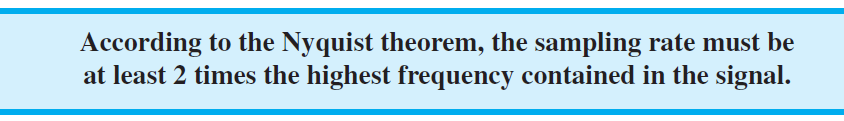 According to the Nyquist theorem, the sampling rate must be
at least 2 times the highest frequency contained in the signal.